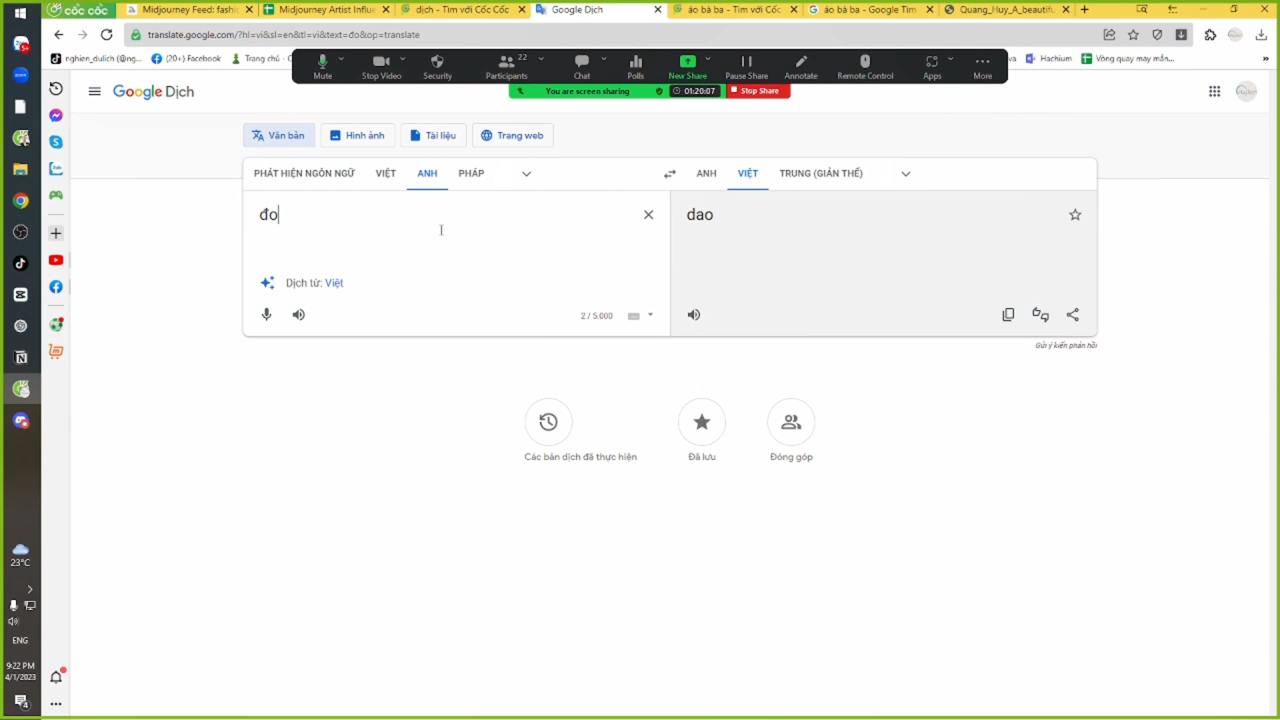 cốc cốc
Midjourney Feed: fashi
Midjourney Artist Influe
dịch - Tìm với Cốc Cốc
Google Dịch
áo bà ba - Tìm với Cốc
áo bà ba - Google Tìm
Quang_Huy_A_beautif
translate.google.com/?hl=vi&sl=en&tl=vi&text=đo&op=translate
nghien_dulich (@ng...
(20+) Facebook
Trang chủ - C
Hachium
Vòng quay may mắn...
Mute
Stop Video
Security
Participants
22
Chat
Polls
New Share
Pause Share
Annotate
Remote Control
Apps
More
You are screen sharing
01:20:07
Stop Share
Google Dịch
Văn bản
Hình ảnh
Tài liệu
Trang web
PHÁT HIỆN NGÔN NGỮ
VIỆT
ANH
PHÁP
ANH
VIỆT
TRUNG (GIẢN THỂ)
đo
dao
Dịch từ: Việt
2 / 5.000
Gửi ý kiến phản hồi
Các bản dịch đã thực hiện
Đã lưu
Đóng góp
23°C
ENG
9:22 PM
4/1/2023